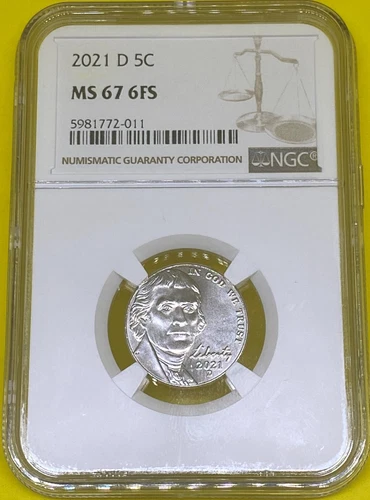 2021 D 5C
MS 67 6FS
5981772-011
NUMISMATIC GUARANTY CORPORATION
NGC
IN GOD WE TRUST
Liberty
2021
D